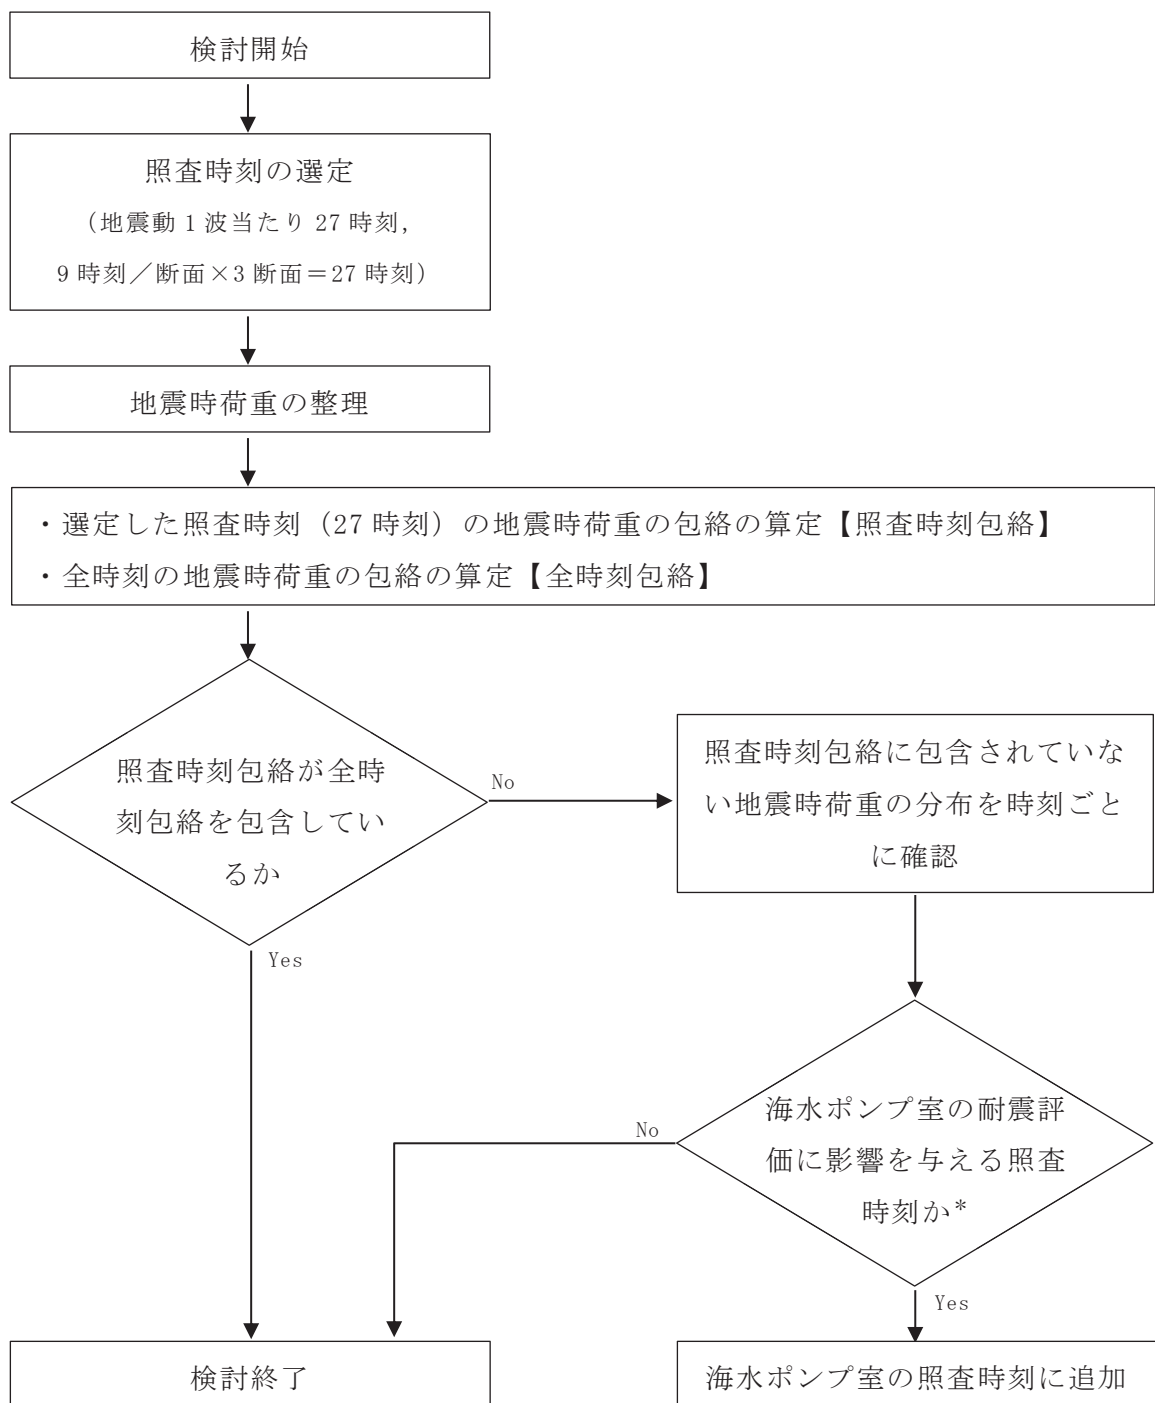 検討開始
照査時刻の選定
（地震動 1 波当たり 27 時刻,
9 時刻／断面×3 断面＝27 時刻）
地震時荷重の整理
・選定した照査時刻（27 時刻）の地震時荷重の包絡の算定【照査時刻包絡】
・全時刻の地震時荷重の包絡の算定【全時刻包絡】
照査時刻包絡が全時
刻包絡を包含してい
るか
No
照査時刻包絡に包含されていな
い地震時荷重の分布を時刻ごと
に確認
Yes
海水ポンプ室の耐震評
価に影響を与える照査
時刻か*
No
Yes
検討終了
海水ポンプ室の照査時刻に追加